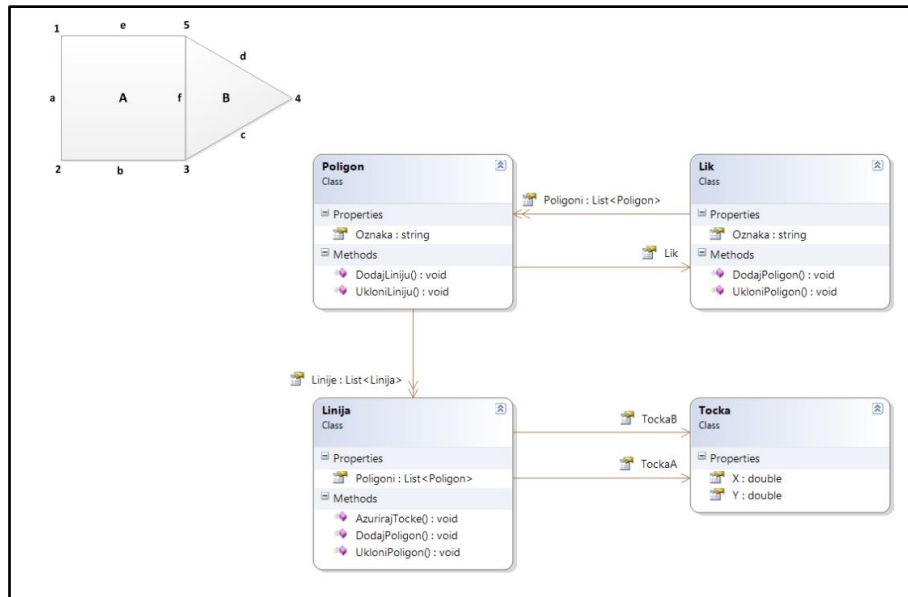 1 e 5
d
a A f B 4
c
2 b 3
Poligon
Class
Properties
Oznaka : string
Methods
DodajLiniju() : void
UkloniLiniju() : void
Poligoni : List<Poligon>
Lik
Lik
Class
Properties
Oznaka : string
Methods
DodajPoligon() : void
UkloniPoligon() : void
Linije : List<Linija>
Linija
Class
Properties
Poligoni : List<Poligon>
Methods
AzurirajTocke() : void
DodajPoligon() : void
UkloniPoligon() : void
TockaB
TockaA
Tocka
Class
Properties
X : double
Y : double